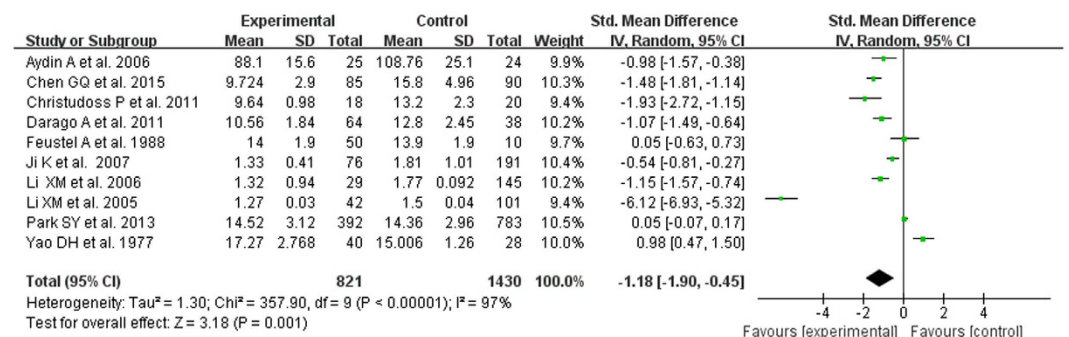 Experimental Control Std. Mean Difference Std. Mean Difference
Study or Subgroup Mean SD Total Mean SD Total Weight IV, Random, 95% CI IV, Random, 95% CI
Aydin A et al. 2006 88.1 15.6 25 108.76 25.1 24 9.9% -0.98 [-1.57, -0.38]
Chen GQ et al. 2015 9.724 2.9 85 15.8 4.96 90 10.3% -1.48 [-1.81, -1.14]
Christudoss P et al. 2011 9.64 0.98 18 13.2 2.3 20 9.4% -1.93 [-2.72, -1.15]
Darago A et al. 2011 10.56 1.84 64 12.8 2.45 38 10.2% -1.07 [-1.49, -0.64]
Feustel A et al. 1988 14 1.9 50 13.9 1.9 10 9.7% 0.05 [-0.63, 0.73]
Ji K et al. 2007 1.33 0.41 76 1.81 1.01 191 10.4% -0.54 [-0.81, -0.27]
Li XM et al. 2006 1.32 0.94 29 1.77 0.092 145 10.2% -1.15 [-1.57, -0.74]
Li XM et al. 2005 1.27 0.03 42 1.5 0.04 101 9.3% -6.12 [-6.93, -5.32]
Park SY et al. 2013 14.52 3.12 392 14.36 2.96 783 10.5% 0.05 [-0.07, 0.17]
Yao DH et al. 1977 17.27 2.768 40 15.006 1.26 28 10.0% 0.98 [0.47, 1.50]
Total (95% CI) 821 1430 100.0% -1.18 [-1.90, -0.45]
Heterogeneity: Tau² = 1.30; Chi² = 357.90, df = 9 (P < 0.00001); I² = 97%
Test for overall effect: Z = 3.18 (P = 0.001)
-4 -2 0 2 4
Favours [experimental] Favours [control]